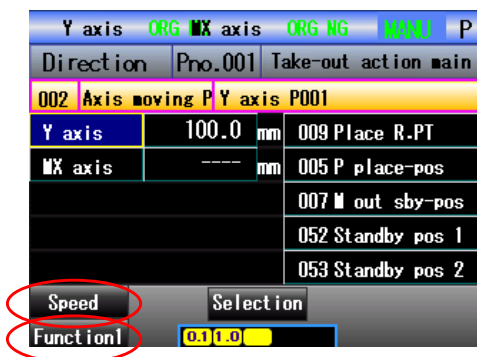 Y axis ORG MX axis ORG NG MANU P
Direction Pno.001 Take-out action main
002 Axis moving P Y axis P001
Y axis 100.0 mm 009 Place R.PT
MX axis ---- mm 005 P place-pos
007 M out sby-pos
052 Standby pos 1
053 Standby pos 2
Speed Selection
Function1 0.1 1.0